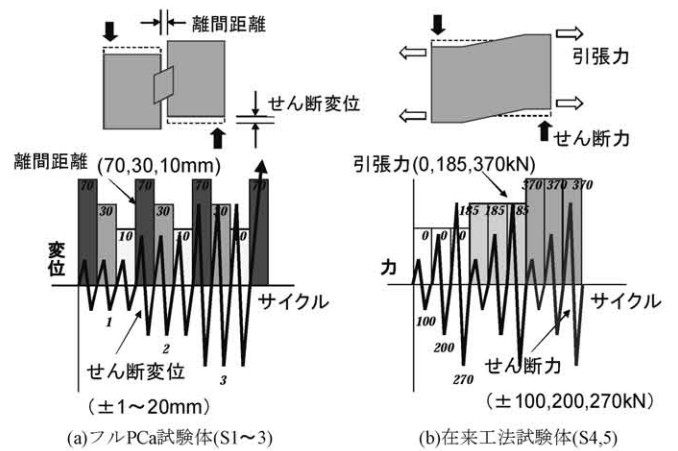 離間距離
せん断変位
離間距離(70,30,10mm)
70
30
10
70
30
10
70
30
10
70
変位
サイクル
1
2
3
せん断変位
(±1～20mm)
(a)フルPCa試験体(S1～3)
引張力
せん断力
引張力(0,185,370kN)
0
0
0
185
185
185
370
370
370
力
サイクル
100
200
270
せん断力
(±100,200,270kN)
(b)在来工法試験体(S4,5)